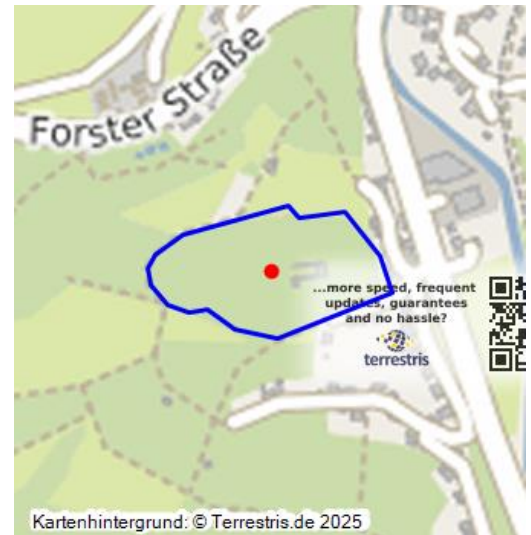 Forster Straße
...more speed, frequent
updates, guarantees
and no hassle?
terrestris
Kartenhintergrund: © Terrestris.de 2025